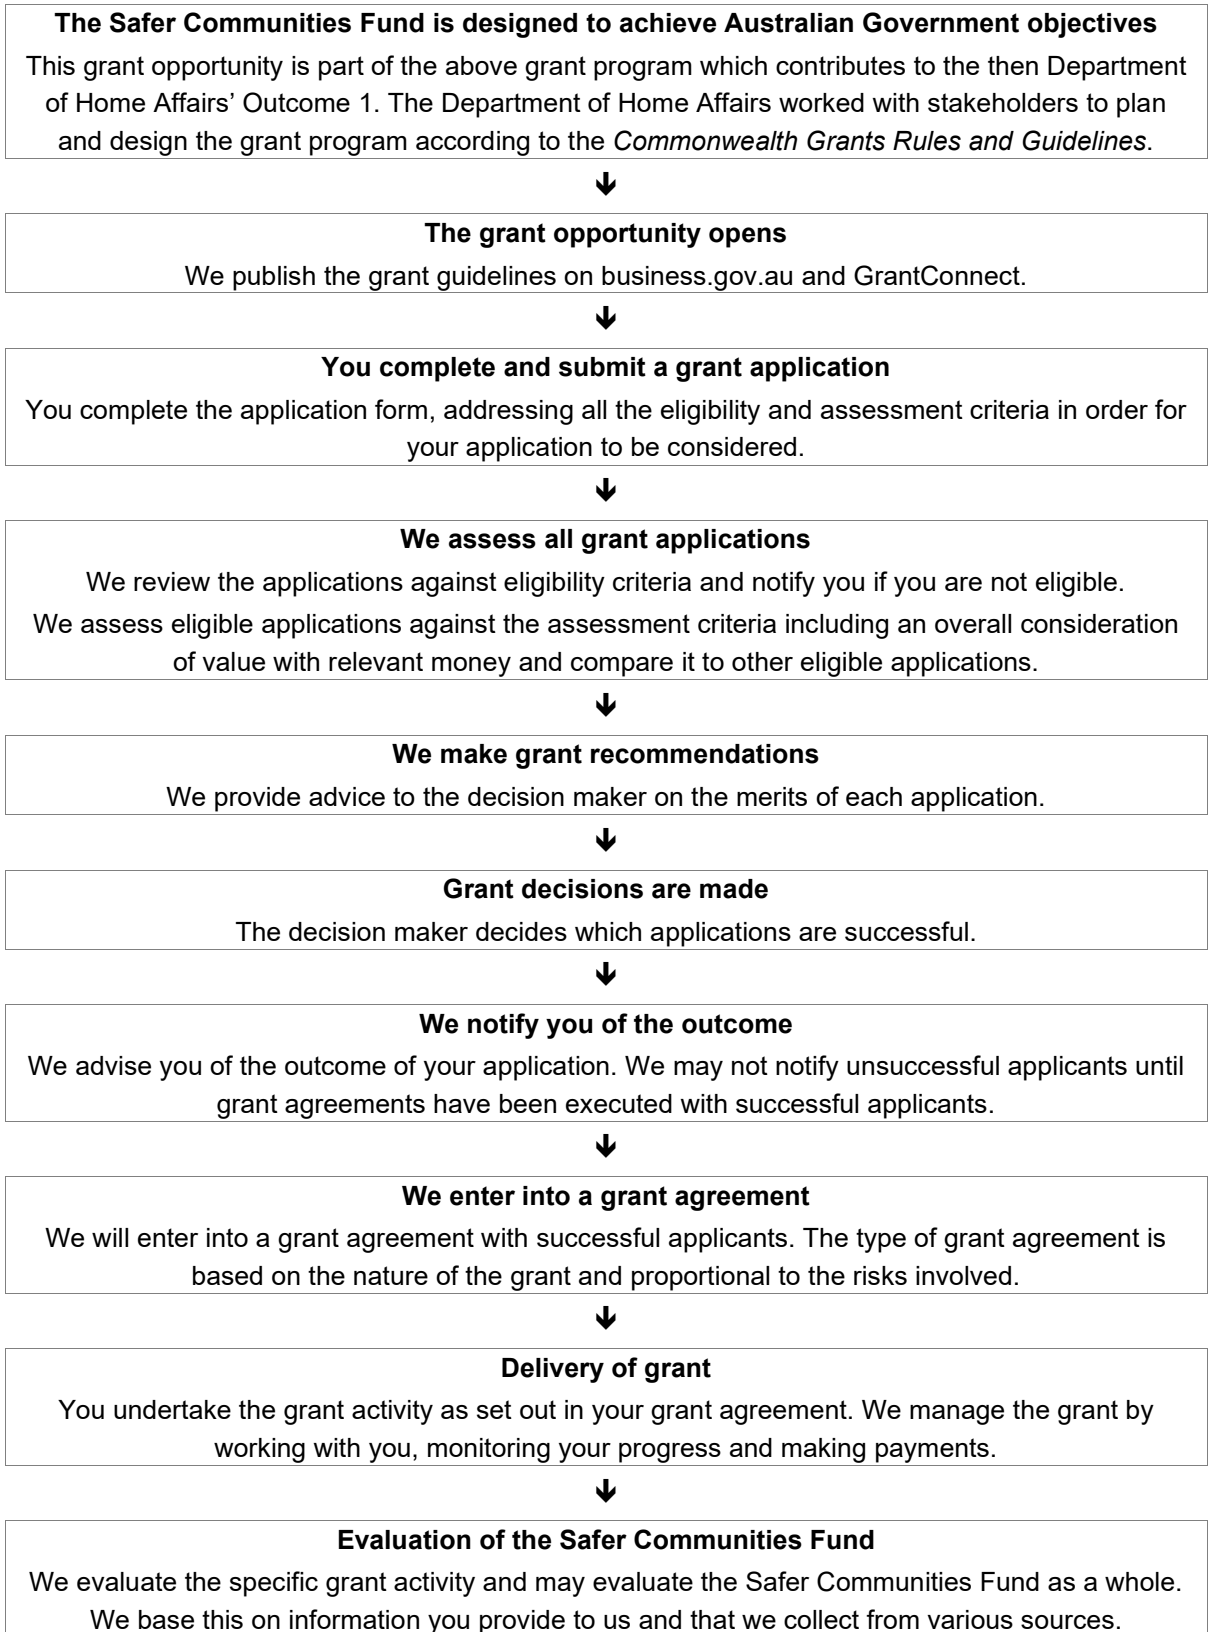 The Safer Communities Fund is designed to achieve Australian Government objectives
This grant opportunity is part of the above grant program which contributes to the then Department
of Home Affairs’ Outcome 1. The Department of Home Affairs worked with stakeholders to plan
and design the grant program according to the Commonwealth Grants Rules and Guidelines.
The grant opportunity opens
We publish the grant guidelines on business.gov.au and GrantConnect.
You complete and submit a grant application
You complete the application form, addressing all the eligibility and assessment criteria in order for
your application to be considered.
We assess all grant applications
We review the applications against eligibility criteria and notify you if you are not eligible.
We assess eligible applications against the assessment criteria including an overall consideration
of value with relevant money and compare it to other eligible applications.
We make grant recommendations
We provide advice to the decision maker on the merits of each application.
Grant decisions are made
The decision maker decides which applications are successful.
We notify you of the outcome
We advise you of the outcome of your application. We may not notify unsuccessful applicants until
grant agreements have been executed with successful applicants.
We enter into a grant agreement
We will enter into a grant agreement with successful applicants. The type of grant agreement is
based on the nature of the grant and proportional to the risks involved.
Delivery of grant
You undertake the grant activity as set out in your grant agreement. We manage the grant by
working with you, monitoring your progress and making payments.
Evaluation of the Safer Communities Fund
We evaluate the specific grant activity and may evaluate the Safer Communities Fund as a whole.
We base this on information you provide to us and that we collect from various sources.